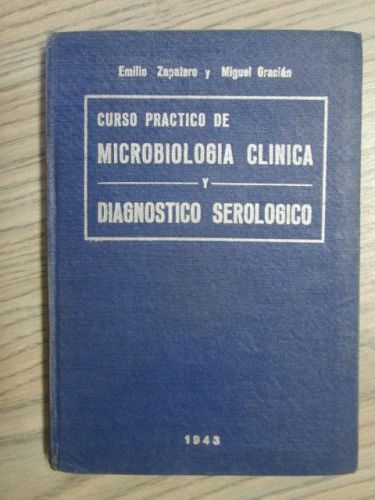 Emilio Zapatero y Miguel Gracián
CURSO PRACTICO DE
MICROBIOLOGIA CLINICA
Y
DIAGNOSTICO SEROLOGICO
1943